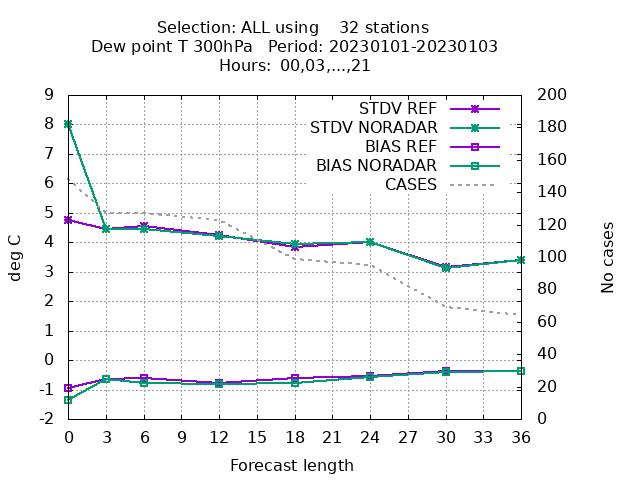 Selection: ALL using    32 stations
Dew point T 300hPa   Period: 20230101-20230103
Hours: 00,03,...,21
STDV REF
STDV NORADAR
BIAS REF
BIAS NORADAR
CASES
9
8
7
6
5
4
3
2
1
0
-1
-2
deg C
200
180
160
140
120
100
80
60
40
20
0
No cases
0 3 6 9 12 15 18 21 24 27 30 33 36
Forecast length